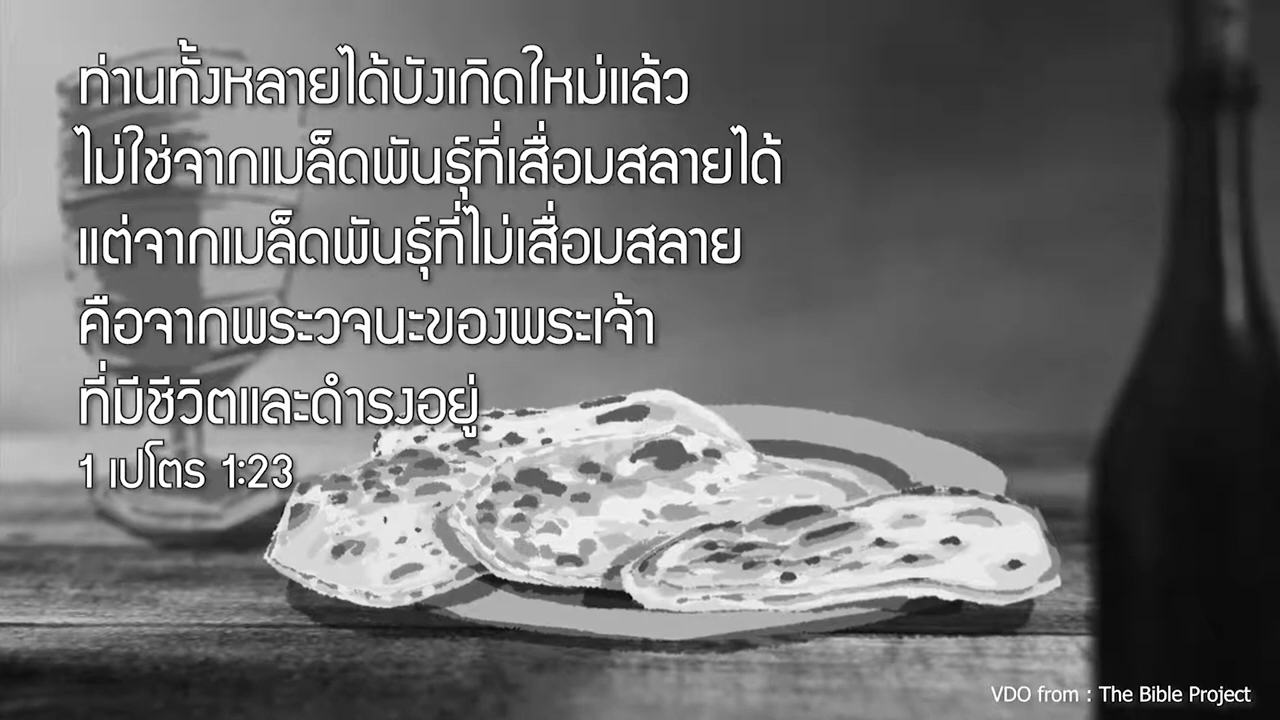 ท่านทั้งหลายได้บังเกิดใหม่แล้ว
ไม่ใช่จากเมล็ดพันธุ์ที่เสื่อมสลายได้
แต่จากเมล็ดพันธุ์ที่ไม่เสื่อมสลาย
คือจากพระวจนะของพระเจ้า
ที่มีชีวิตและดำรงอยู่
1 เปโตร 1:23
VDO from : The Bible Project